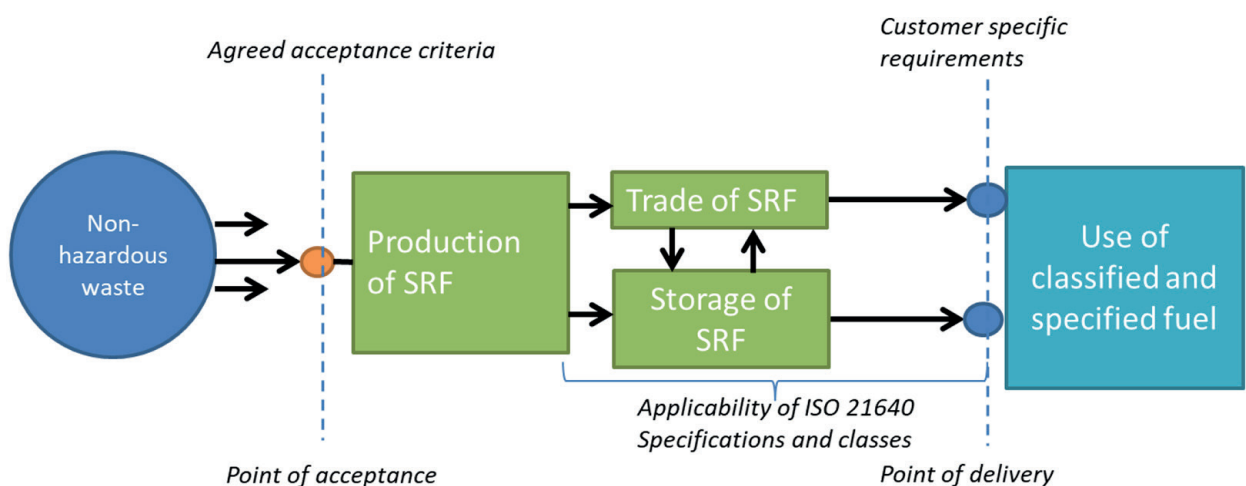 Agreed acceptance criteria
Customer specific
requirements
Non-
hazardous
waste
Production
of SRF
Trade of SRF
Storage of
SRF
Use of
classified and
specified fuel
Applicability of ISO 21640
Specifications and classes
Point of acceptance
Point of delivery